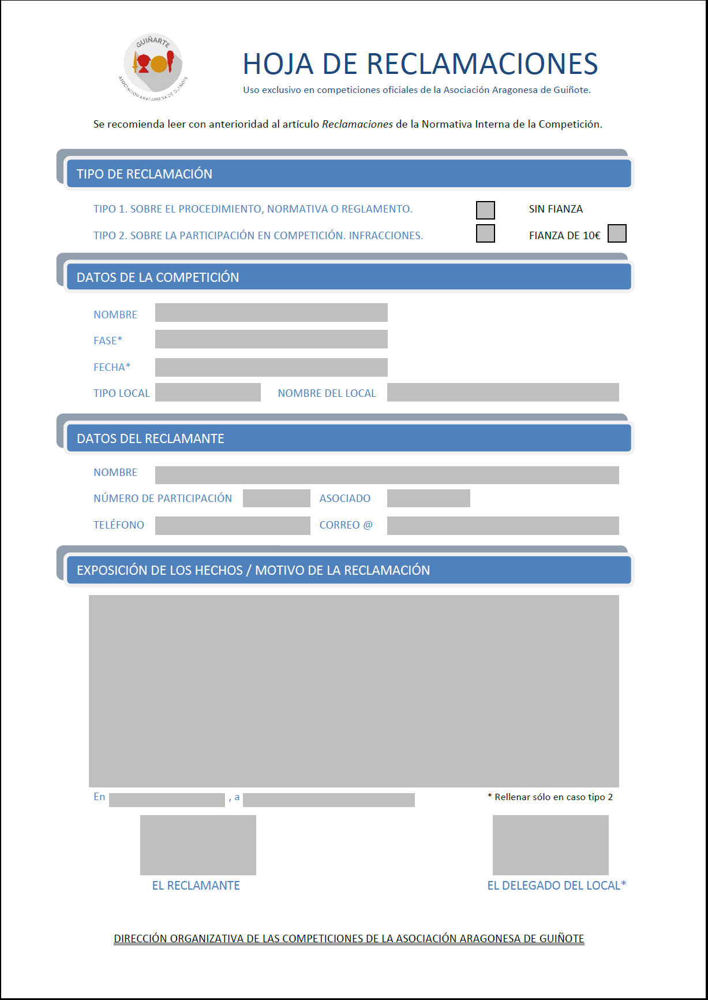 GUIÑARTE
ASOCIACIÓN ARAGONESA DE GUIÑOTE
HOJA DE RECLAMACIONES
Uso exclusivo en competiciones oficiales de la Asociación Aragonesa de Guiñote.
Se recomienda leer con anterioridad al artículo Reclamaciones de la Normativa Interna de la Competición.
TIPO DE RECLAMACIÓN
TIPO 1. SOBRE EL PROCEDIMIENTO, NORMATIVA O REGLAMENTO. SIN FIANZA
TIPO 2. SOBRE LA PARTICIPACIÓN EN COMPETICIÓN. INFRACCIONES. FIANZA DE 10€
DATOS DE LA COMPETICIÓN
NOMBRE
FASE*
FECHA*
TIPO LOCAL NOMBRE DEL LOCAL
DATOS DEL RECLAMANTE
NOMBRE
NÚMERO DE PARTICIPACIÓN ASOCIADO
TELÉFONO CORREO @
EXPOSICIÓN DE LOS HECHOS / MOTIVO DE LA RECLAMACIÓN
En , a * Rellenar sólo en caso tipo 2
EL RECLAMANTE EL DELEGADO DEL LOCAL*
DIRECCIÓN ORGANIZATIVA DE LAS COMPETICIONES DE LA ASOCIACIÓN ARAGONESA DE GUIÑOTE